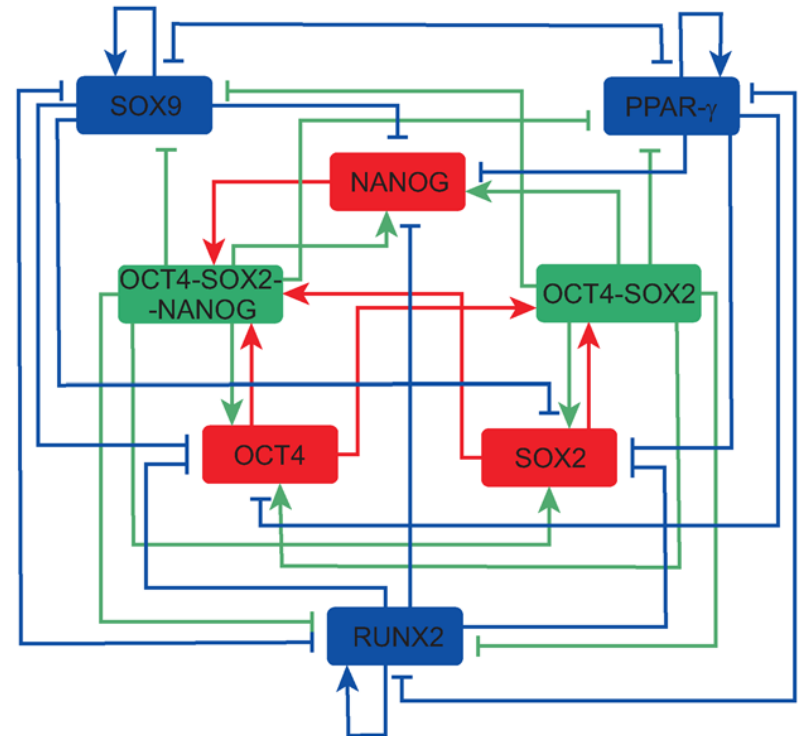 SOX9
PPAR-γ
NANOG
OCT4-SOX2-
-NANOG
OCT4-SOX2
OCT4
SOX2
RUNX2